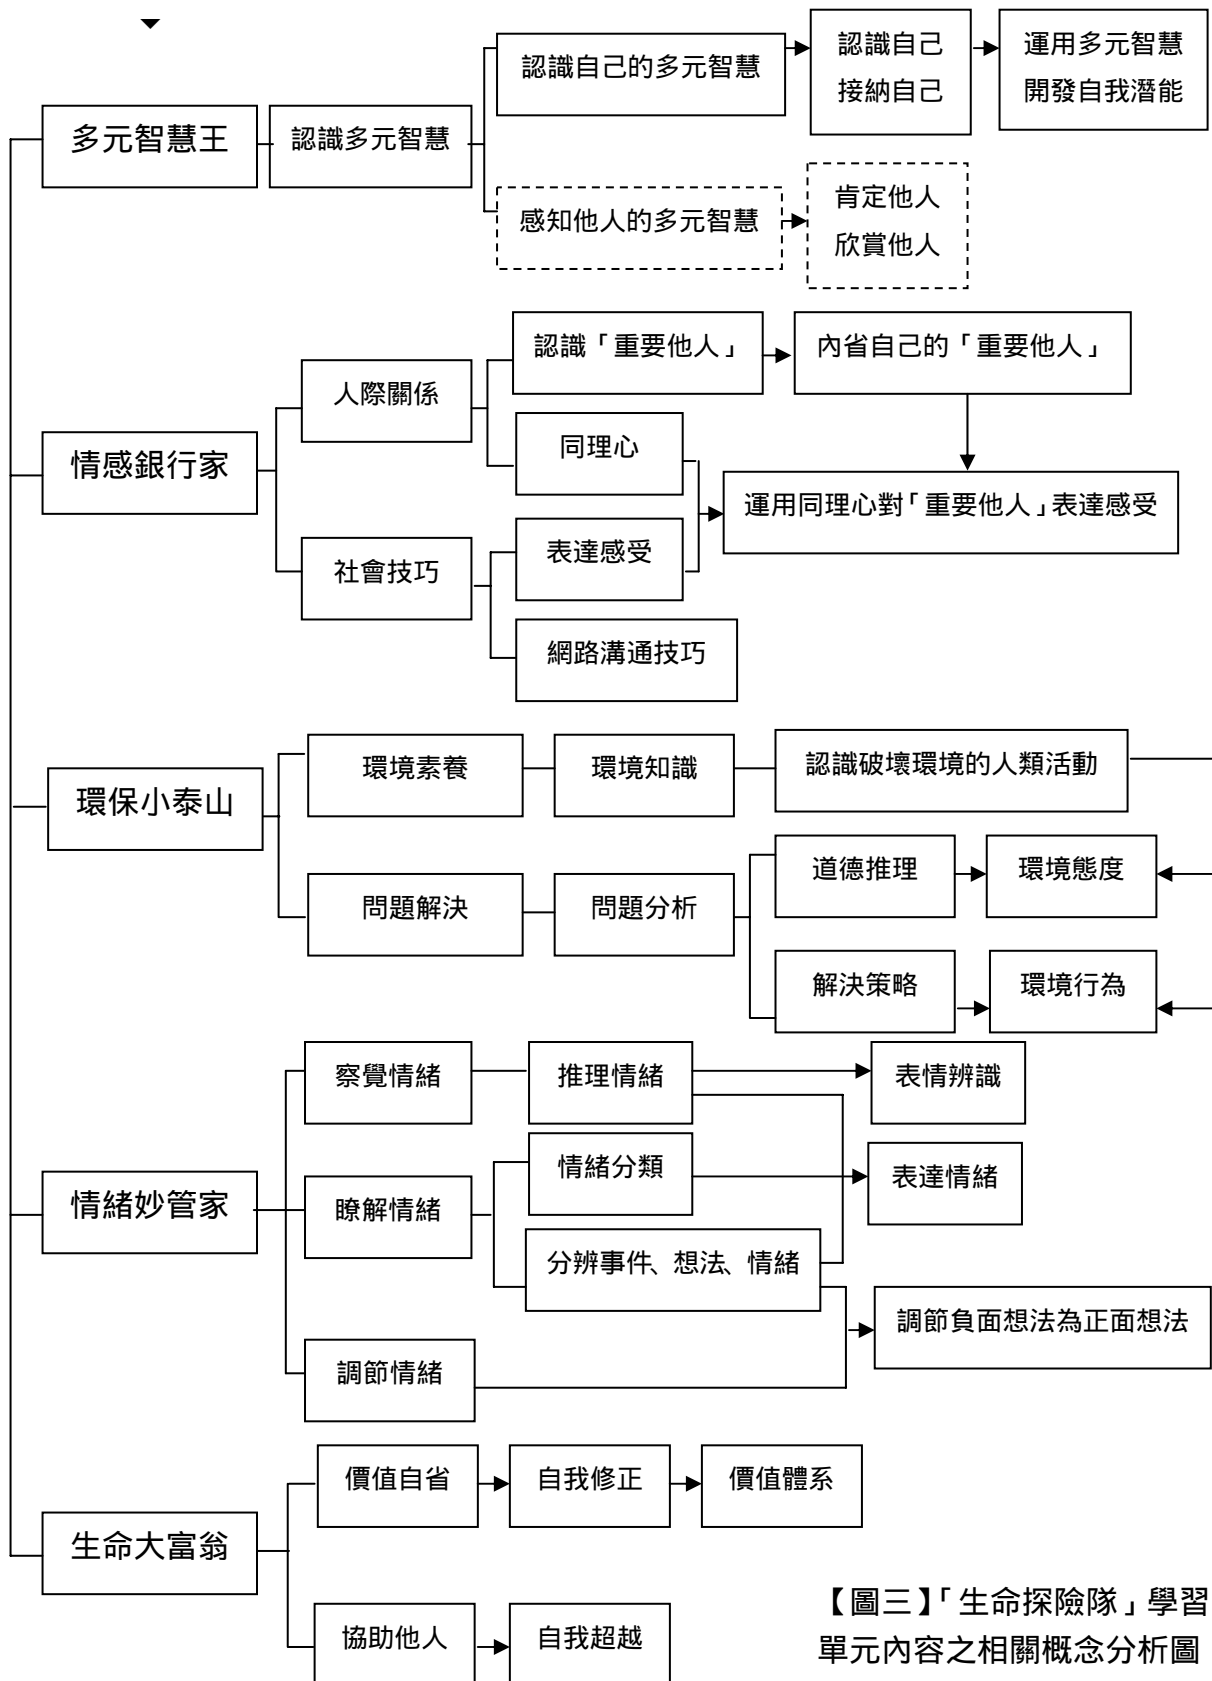 多元智慧王
認識多元智慧
認識自己的多元智慧
認識自己
接納自己
運用多元智慧
開發自我潛能
感知他人的多元智慧
肯定他人
欣賞他人
情感銀行家
人際關係
認識「重要他人」
內省自己的「重要他人」
同理心
運用同理心對「重要他人」表達感受
社會技巧
表達感受
網路溝通技巧
環保小泰山
環境素養
環境知識
認識破壞環境的人類活動
問題解決
問題分析
道德推理
環境態度
解決策略
環境行為
情緒妙管家
察覺情緒
推理情緒
表情辨識
瞭解情緒
情緒分類
表達情緒
分辨事件、想法、情緒
調節負面想法為正面想法
調節情緒
生命大富翁
價值自省
自我修正
價值體系
協助他人
自我超越
【圖三】「生命探險隊」學習
單元內容之相關概念分析圖